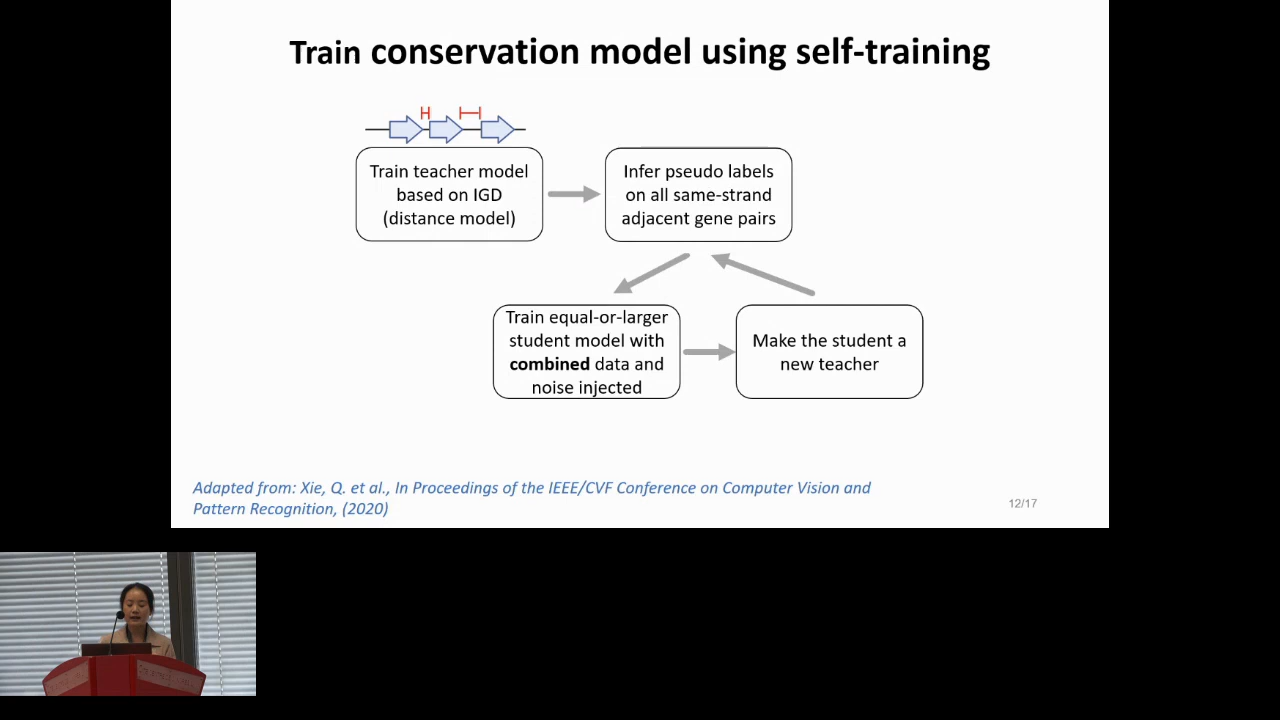 Train conservation model using self-training
Train teacher model
based on IGD
(distance model)
Infer pseudo labels
on all same-strand
adjacent gene pairs
Train equal-or-larger
student model with
combined data and
noise injected
Make the student a
new teacher
Adapted from: Xie, Q. et al., In Proceedings of the IEEE/CVF Conference on Computer Vision and
Pattern Recognition, (2020)
12/17